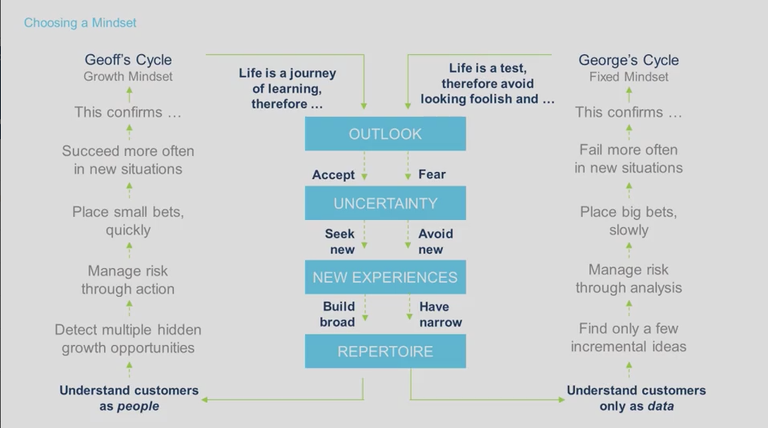 Choosing a Mindset
Geoff's Cycle
Growth Mindset
This confirms …
Succeed more often
in new situations
Place small bets,
quickly
Manage risk
through action
Detect multiple hidden
growth opportunities
Understand customers
as people
Life is a journey
of learning,
therefore …
Life is a test,
therefore avoid
looking foolish and …
OUTLOOK
Accept
Fear
UNCERTAINTY
Seek
new
Avoid
new
NEW EXPERIENCES
Build
broad
Have
narrow
REPERTOIRE
George's Cycle
Fixed Mindset
This confirms …
Fail more often
in new situations
Place big bets,
slowly
Manage risk
through analysis
Find only a few
incremental ideas
Understand customers
only as data